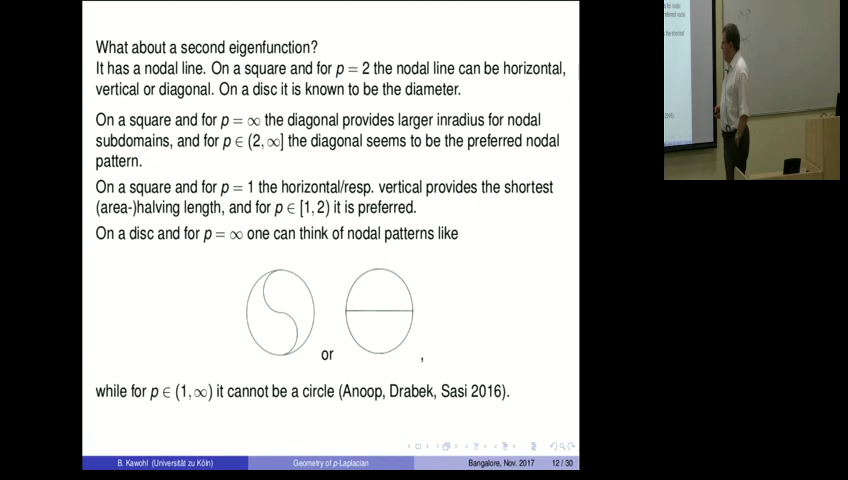 What about a second eigenfunction?
It has a nodal line. On a square and for p = 2 the nodal line can be horizontal,
vertical or diagonal. On a disc it is known to be the diameter.
On a square and for p = ∞ the diagonal provides larger inradius for nodal
subdomains, and for p ∈ (2, ∞] the diagonal seems to be the preferred nodal
pattern.
On a square and for p = 1 the horizontal/resp. vertical provides the shortest
(area-)halving length, and for p ∈ [1, 2) it is preferred.
On a disc and for p = ∞ one can think of nodal patterns like
or ,
while for p ∈ (1, ∞) it cannot be a circle (Anoop, Drabek, Sasi 2016).
B. Kawohl (Universität zu Köln) Geometry of p-Laplacian Bangalore, Nov. 2017 12 / 30